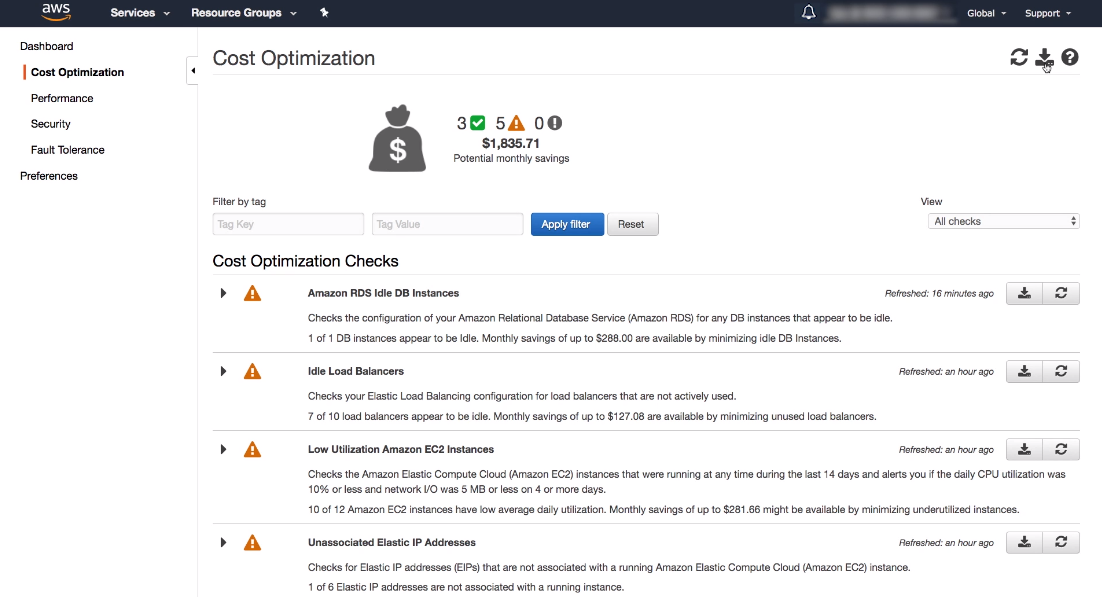 aws Services Resource Groups Global Support
Dashboard
Cost Optimization
Performance
Security
Fault Tolerance
Preferences
Cost Optimization
3 5 0
$1,835.71
Potential monthly savings
Filter by tag
Tag Key Tag Value Apply filter Reset
View
All checks
Cost Optimization Checks
Amazon RDS Idle DB Instances Refreshed: 16 minutes ago
Checks the configuration of your Amazon Relational Database Service (Amazon RDS) for any DB instances that appear to be idle.
1 of 1 DB instances appear to be Idle. Monthly savings of up to $288.00 are available by minimizing idle DB Instances.
Idle Load Balancers Refreshed: an hour ago
Checks your Elastic Load Balancing configuration for load balancers that are not actively used.
7 of 10 load balancers appear to be idle. Monthly savings of up to $127.08 are available by minimizing unused load balancers.
Low Utilization Amazon EC2 Instances Refreshed: an hour ago
Checks the Amazon Elastic Compute Cloud (Amazon EC2) instances that were running at any time during the last 14 days and alerts you if the daily CPU utilization was
10% or less and network I/O was 5 MB or less on 4 or more days.
10 of 12 Amazon EC2 instances have low average daily utilization. Monthly savings of up to $281.66 might be available by minimizing underutilized instances.
Unassociated Elastic IP Addresses Refreshed: an hour ago
Checks for Elastic IP addresses (EIPs) that are not associated with a running Amazon Elastic Compute Cloud (Amazon EC2) instance.
1 of 6 Elastic IP addresses are not associated with a running instance.